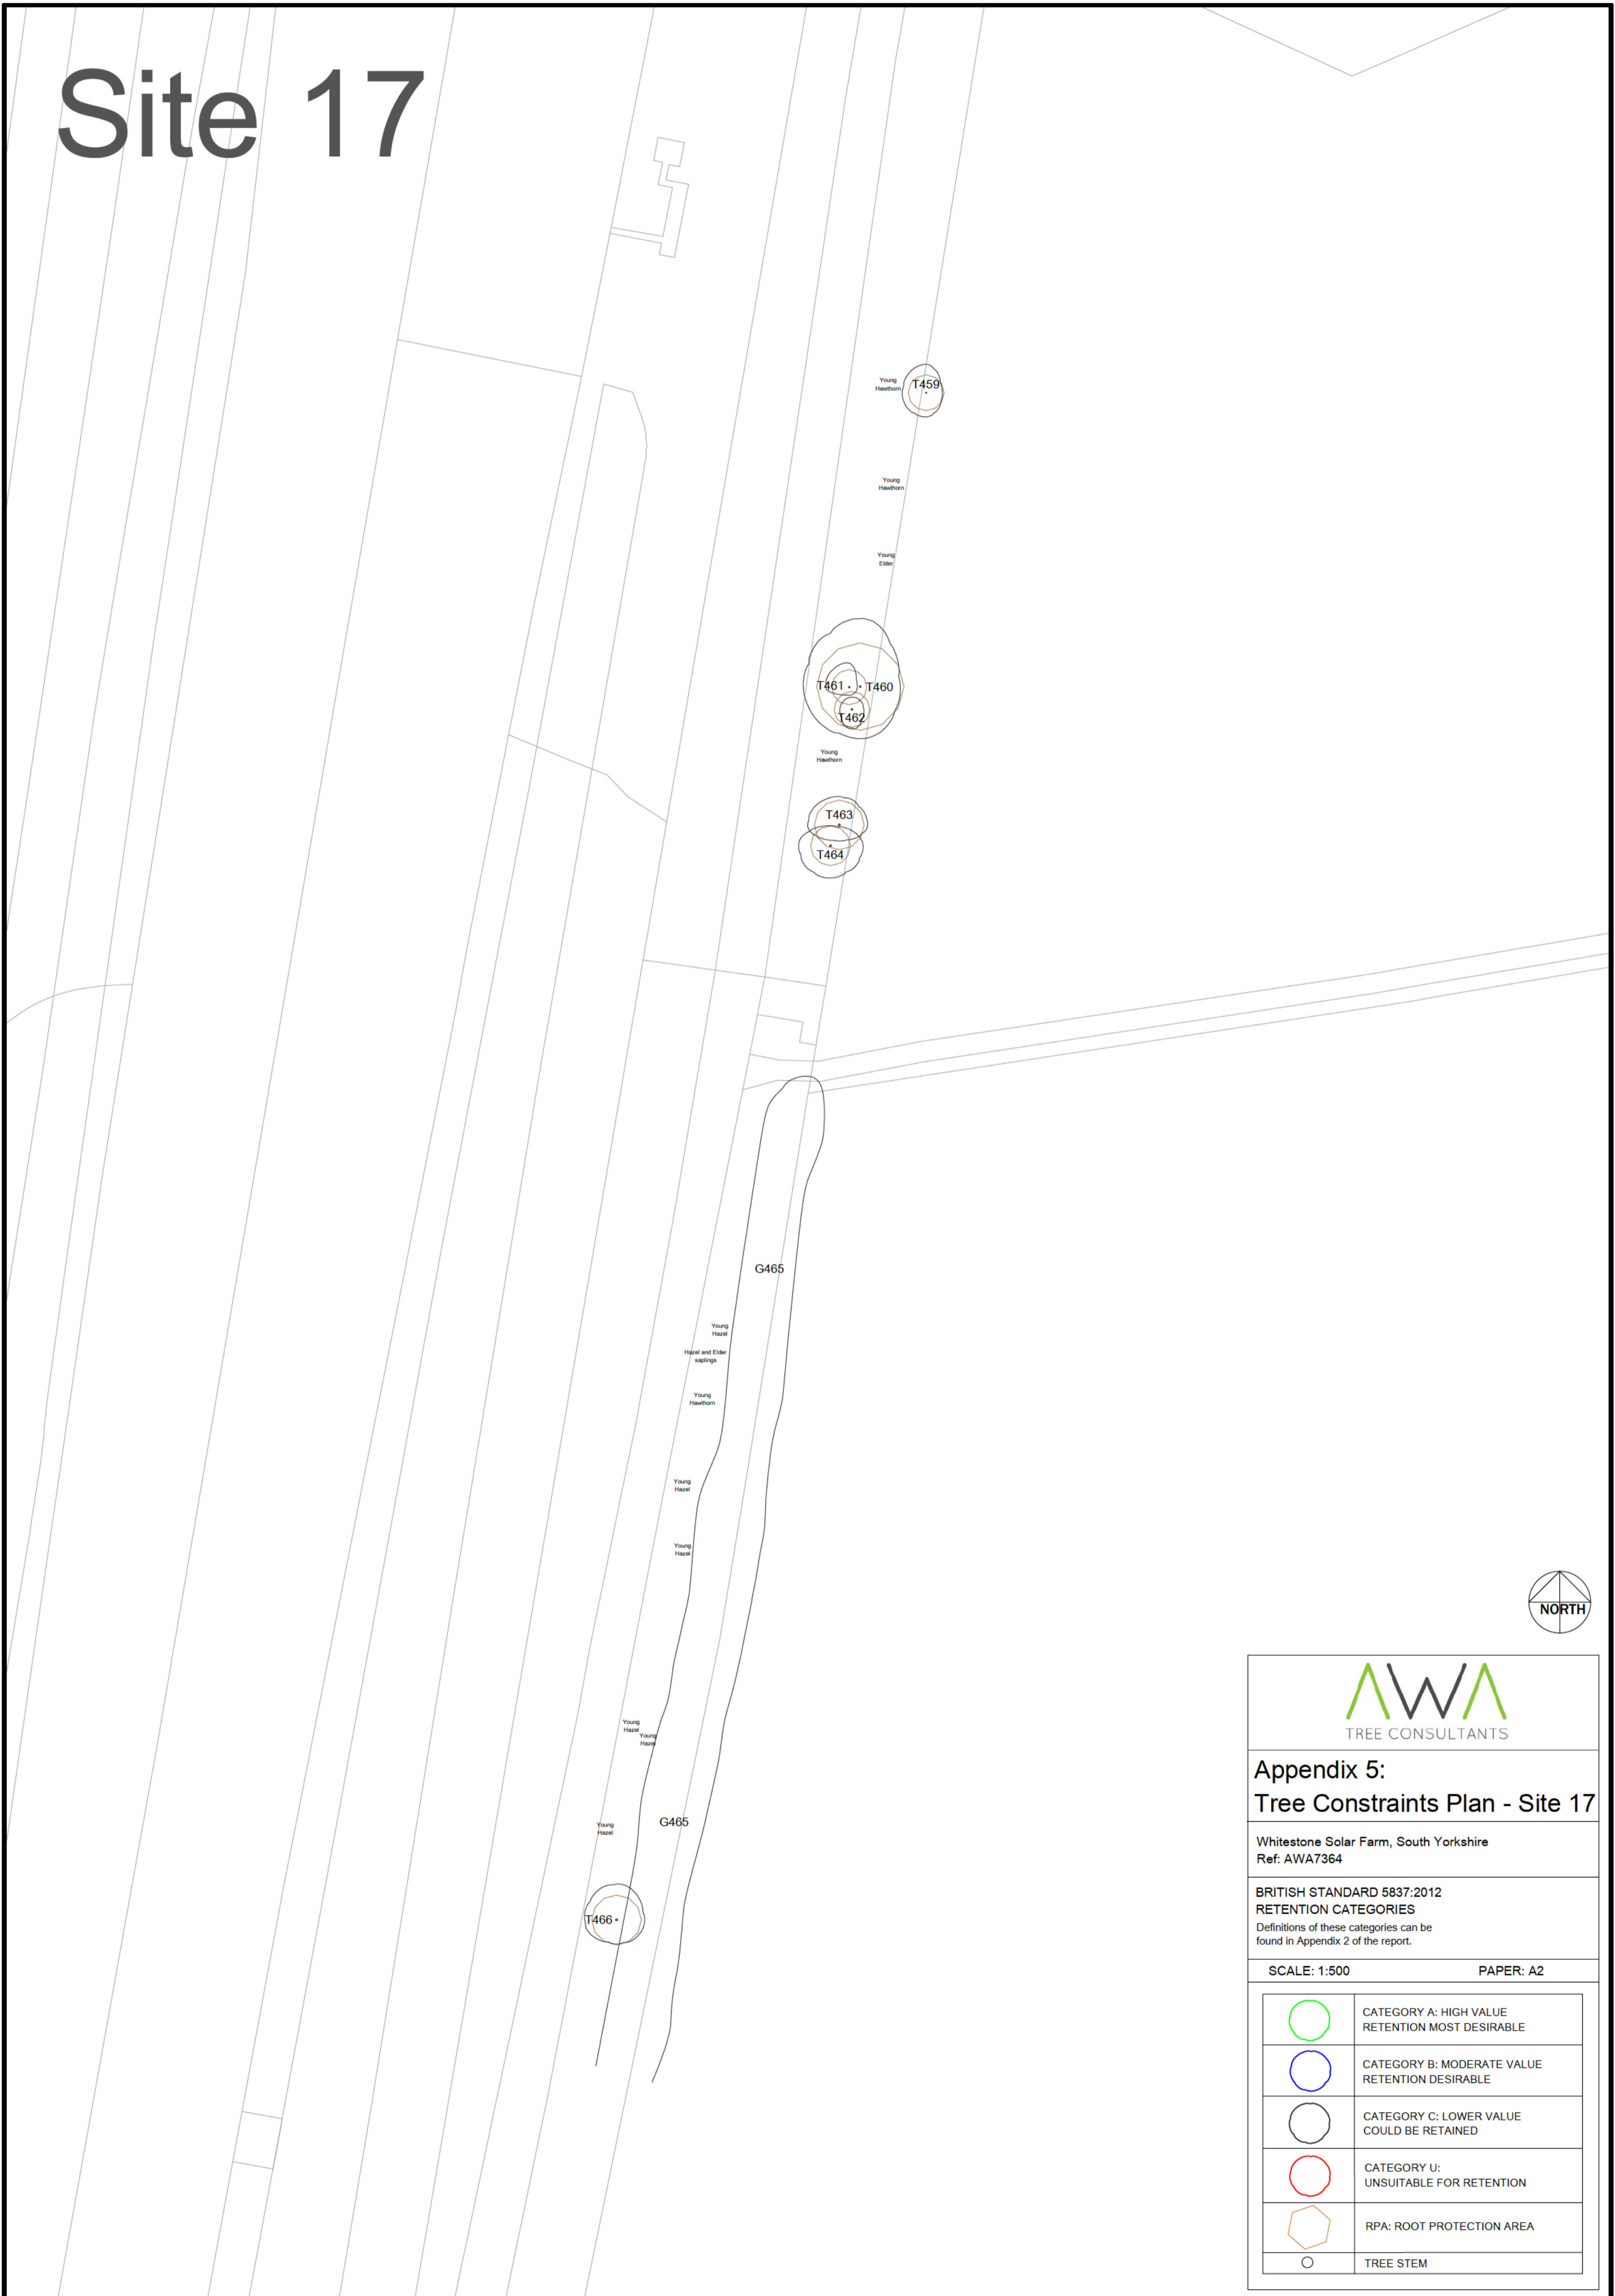 Site 17
Young
Hawthorn
T459
Young
Hawthorn
Young
Elder
T461
T460
T462
Young
Hawthorn
T463
T464
G465
Young
Hazel
Hazel and Elder
saplings
Young
Hawthorn
Young
Hazel
Young
Hazel
Young
Hazel
Young
Hazel
Young
Hazel
G465
T466
NORTH
AWA
TREE CONSULTANTS
Appendix 5:
Tree Constraints Plan - Site 17
Whitestone Solar Farm, South Yorkshire
Ref: AWA7364
BRITISH STANDARD 5837:2012
RETENTION CATEGORIES
Definitions of these categories can be
found in Appendix 2 of the report.
SCALE: 1:500 PAPER: A2
CATEGORY A: HIGH VALUE
RETENTION MOST DESIRABLE
CATEGORY B: MODERATE VALUE
RETENTION DESIRABLE
CATEGORY C: LOWER VALUE
COULD BE RETAINED
CATEGORY U:
UNSUITABLE FOR RETENTION
RPA: ROOT PROTECTION AREA
TREE STEM